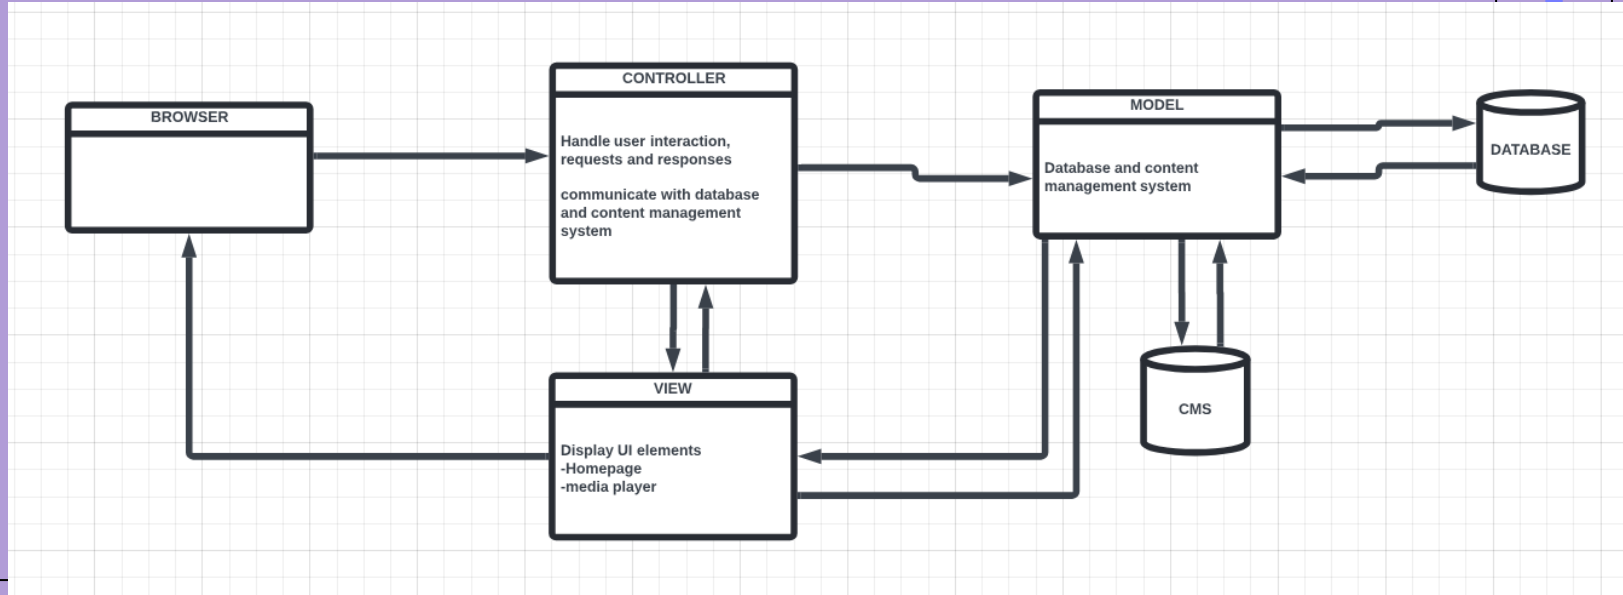 BROWSER
CONTROLLER
Handle user interaction,
requests and responses
communicate with database
and content management
system
MODEL
Database and content
management system
DATABASE
CMS
VIEW
Display UI elements
-Homepage
-media player